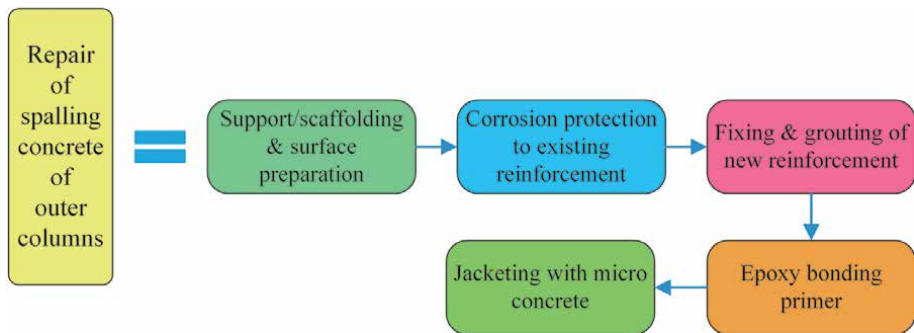 Repair
of
spalling
concrete
of
outer
columns
Support/scaffolding
& surface
preparation
Corrosion protection
to existing
reinforcement
Fixing & grouting of
new reinforcement
Epoxy bonding
primer
Jacketing with micro
concrete